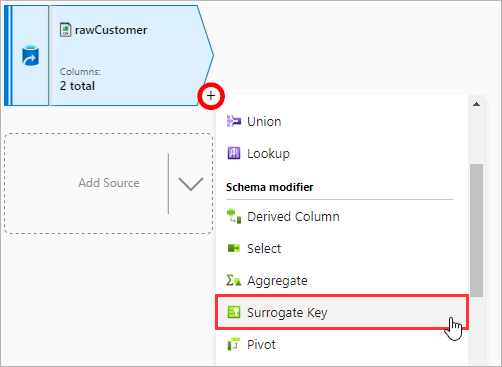 rawCustomer
Columns:
2 total
+
Add Source
Union
Lookup
Schema modifier
Derived Column
Select
Aggregate
Surrogate Key
Pivot